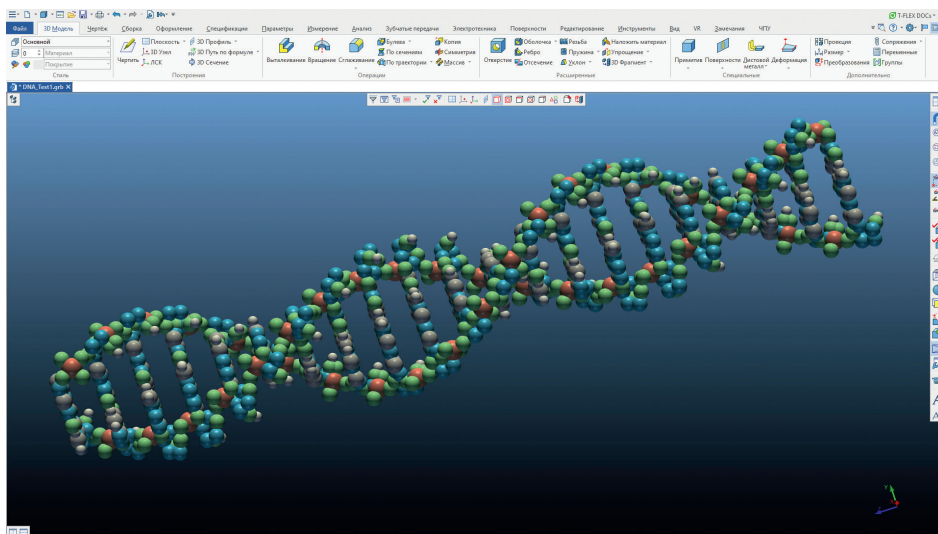 T-FLEX DOCs
Файл 3D Модель Чертёж Сборка Оформление Спецификации Параметры Измерение Анализ Зубчатые передачи Электротехника Поверхности Редактирование Инструменты Вид VR Замечания ЧПУ
Основной
0 Материал
Покрытие
Стиль
Чертить
Плоскость 3D Профиль
3D Узел 3D Путь по формуле
ЛСК 3D Сечение
Построения
Выталкивание Вращение Сглаживание
Булева Копия
По сечениям Симметрия
По траектории Массив
Операции
Отверстие
Оболочка Резьба Наложить материал
Ребро Пружина Упрощение
Отсечение Уклон 3D Фрагмент
Расширенные
Примитив Поверхности Листовой металл Деформация
Специальные
Проекция Сопряжения
Размер Переменные
Преобразования Группы
Дополнительно
* DNA_Test1.grb